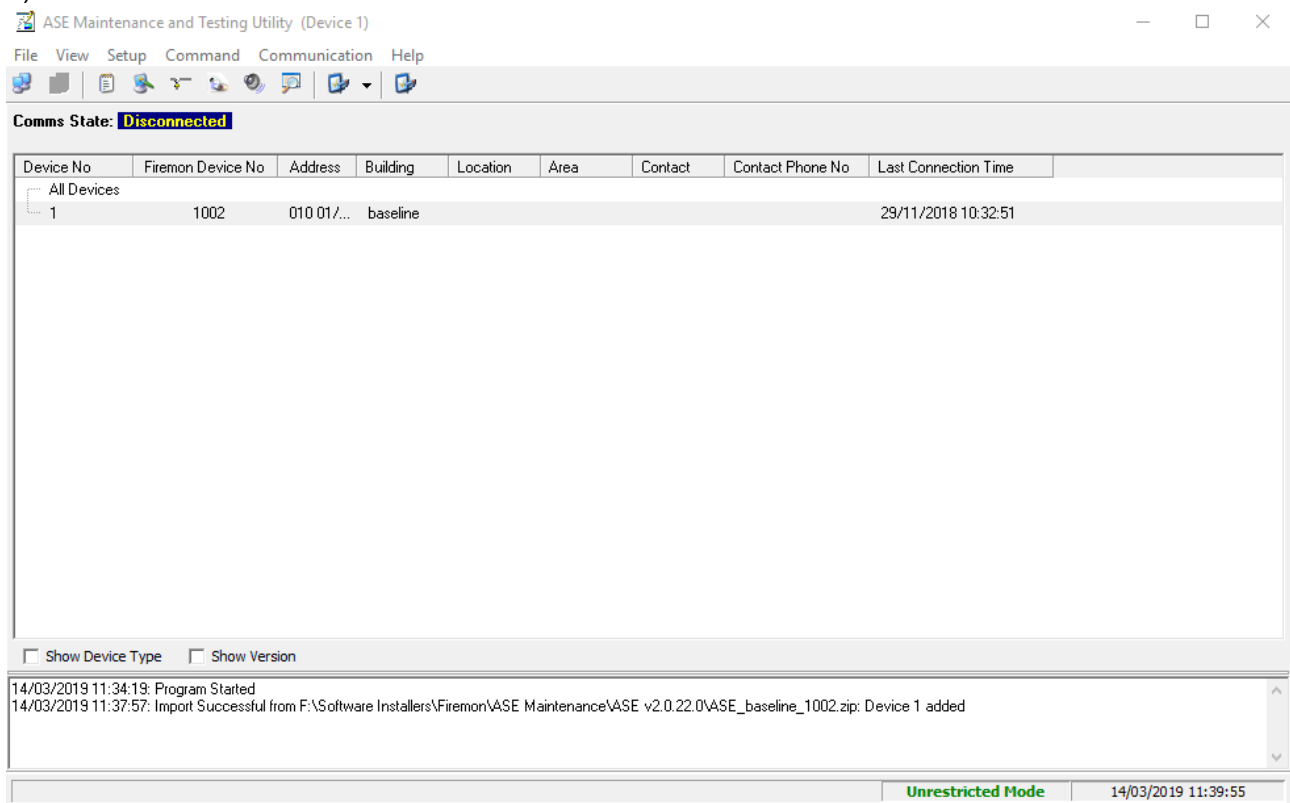 ASE Maintenance and Testing Utility (Device 1)
File View Setup Command Communication Help
Comms State: Disconnected
Device No Firemon Device No Address Building Location Area Contact Contact Phone No Last Connection Time
All Devices
1 1002 010 01/... baseline 29/11/2018 10:32:51
Show Device Type Show Version
14/03/2019 11:34:19: Program Started
14/03/2019 11:37:57: Import Successful from F:\Software Installers\Firemon\ASE Maintenance\ASE v2.0.22.0\ASE_baseline_1002.zip: Device 1 added
Unrestricted Mode 14/03/2019 11:39:55